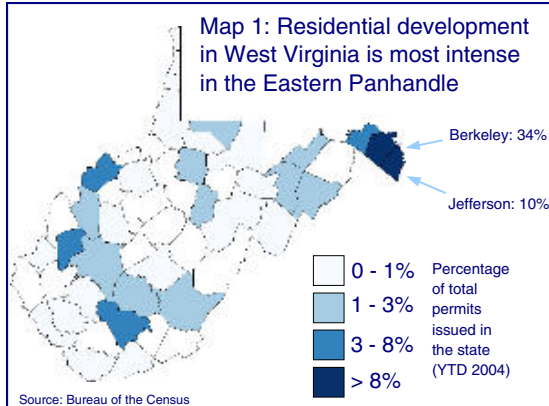 Map 1: Residential development
in West Virginia is most intense
in the Eastern Panhandle
Berkeley: 34%
Jefferson: 10%
0 - 1%
1 - 3%
3 - 8%
> 8%
Percentage
of total
permits
issued in
the state
(YTD 2004)
Source: Bureau of the Census